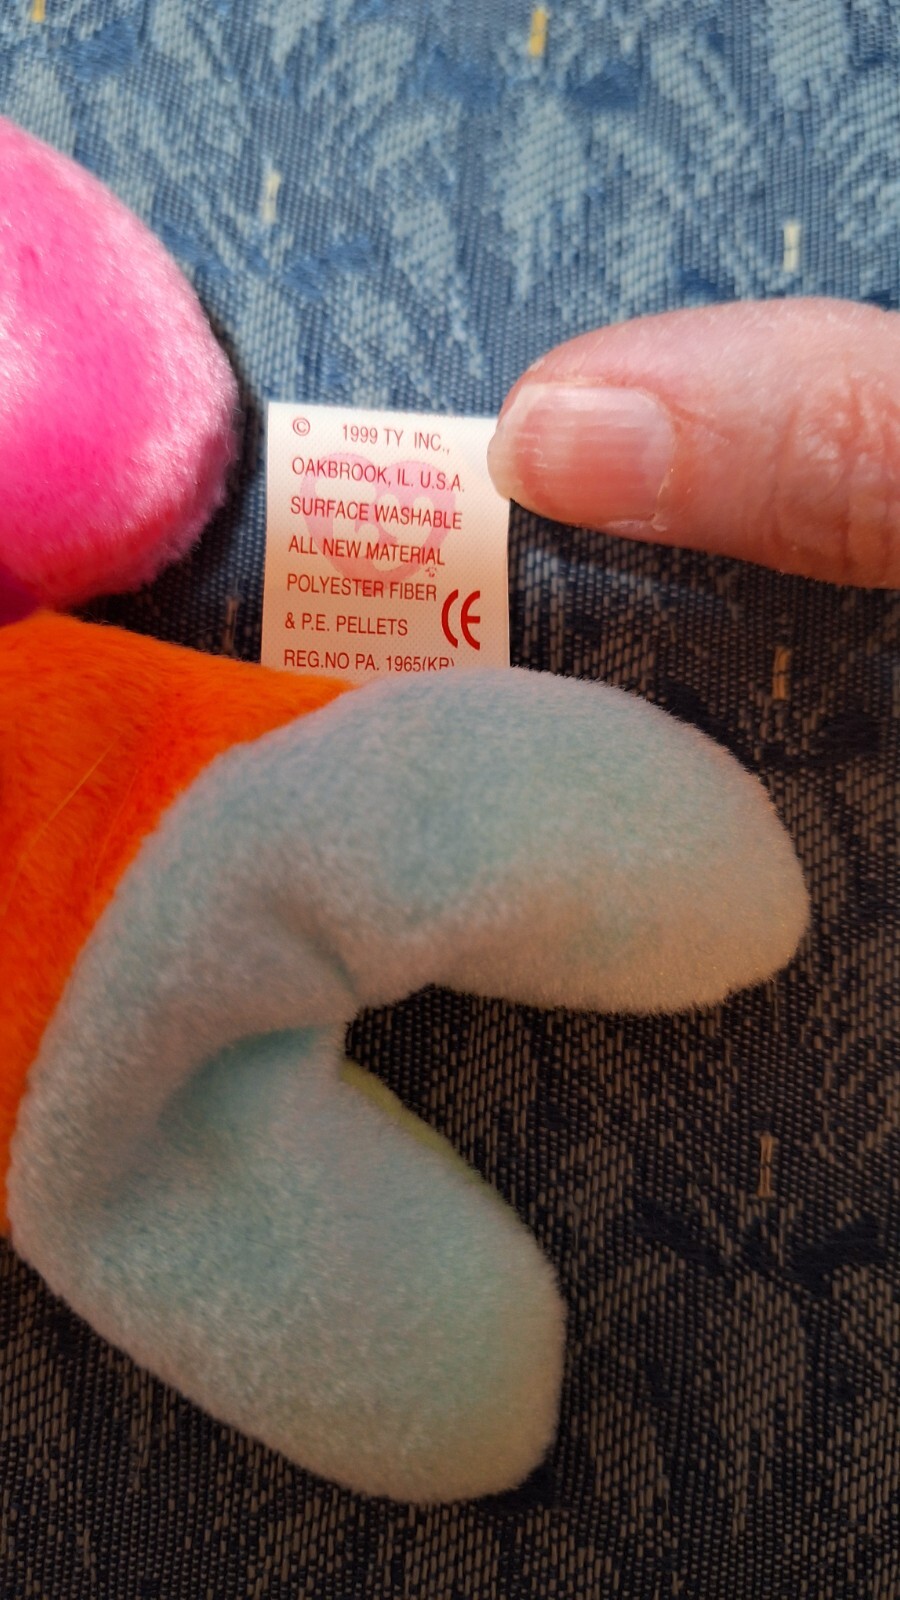 © 1999 TY INC.,
OAKBROOK, IL. U.S.A.
SURFACE WASHABLE
ALL NEW MATERIAL
POLYESTER FIBER
& P.E. PELLETS CE
REG.NO PA. 1965(KR)